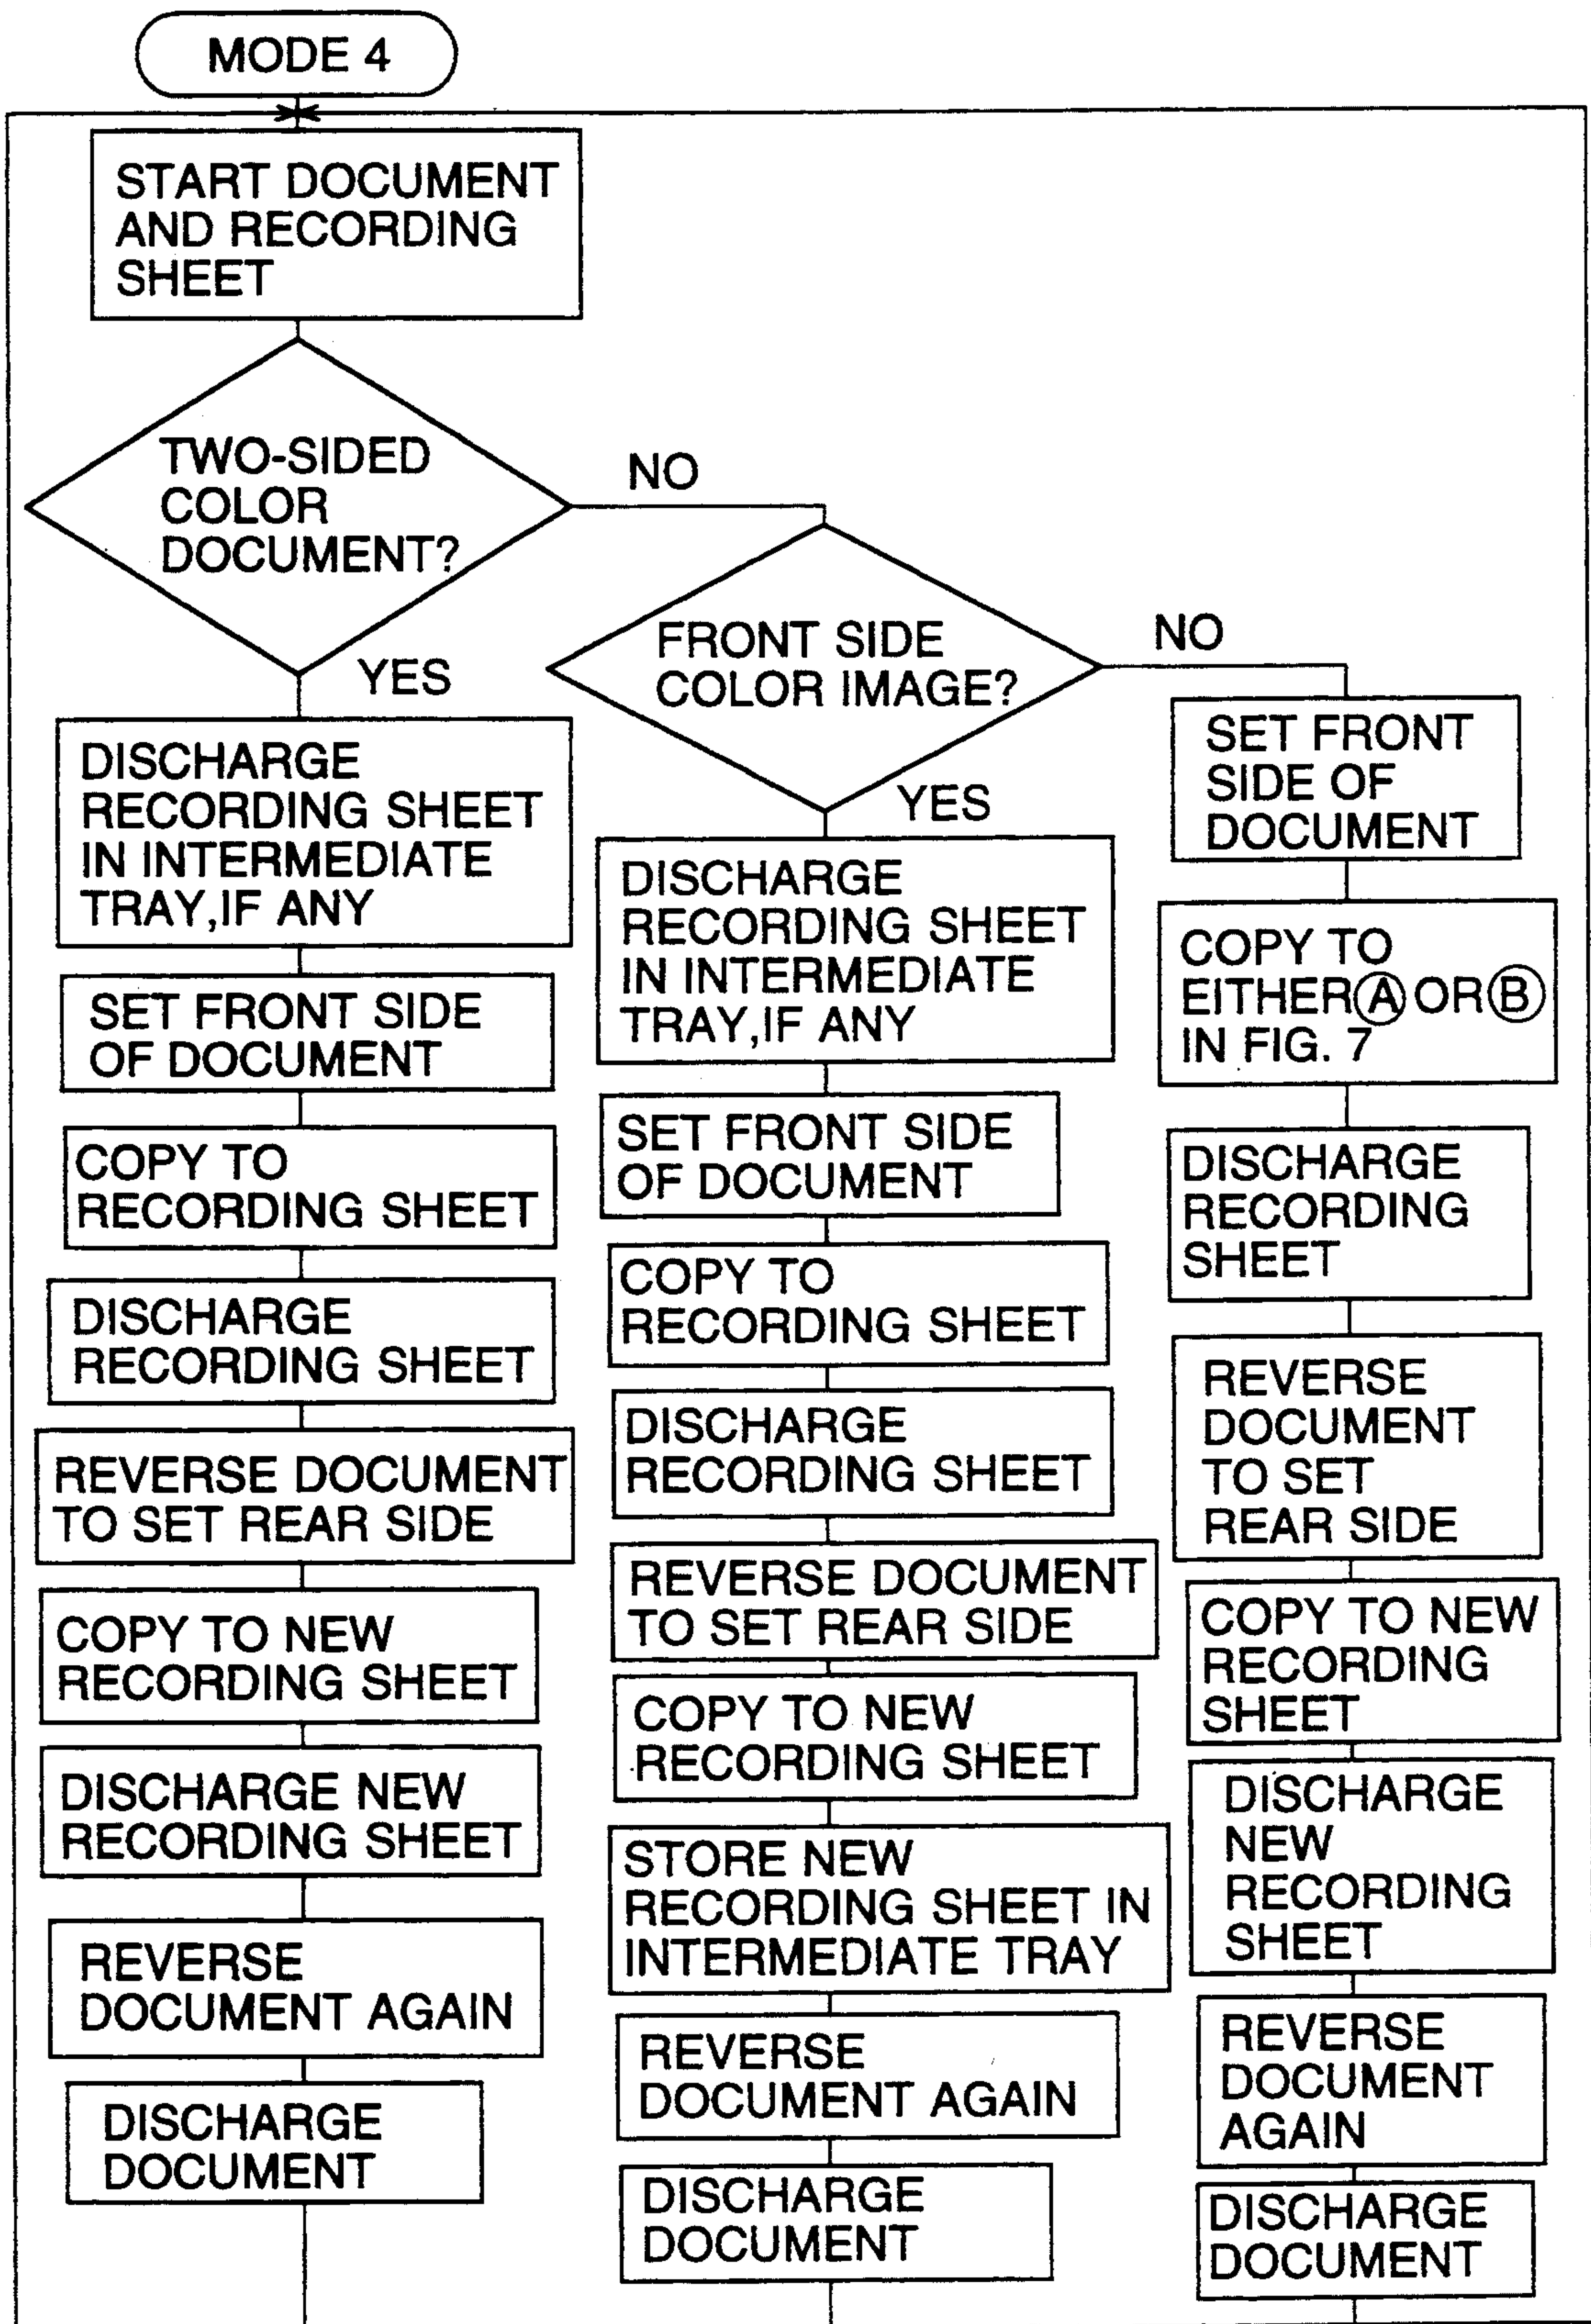 MODE 4
START DOCUMENT
AND RECORDING
SHEET
TWO-SIDED
COLOR
DOCUMENT?
NO
YES
FRONT SIDE
COLOR IMAGE?
NO
YES
DISCHARGE
RECORDING SHEET
IN INTERMEDIATE
TRAY,IF ANY
SET FRONT SIDE
OF DOCUMENT
COPY TO
RECORDING SHEET
DISCHARGE
RECORDING SHEET
REVERSE DOCUMENT
TO SET REAR SIDE
COPY TO NEW
RECORDING SHEET
DISCHARGE NEW
RECORDING SHEET
REVERSE
DOCUMENT AGAIN
DISCHARGE
DOCUMENT
DISCHARGE
RECORDING SHEET
IN INTERMEDIATE
TRAY,IF ANY
SET FRONT SIDE
OF DOCUMENT
COPY TO
RECORDING SHEET
DISCHARGE
RECORDING SHEET
REVERSE DOCUMENT
TO SET REAR SIDE
COPY TO NEW
RECORDING SHEET
STORE NEW
RECORDING SHEET IN
INTERMEDIATE TRAY
REVERSE
DOCUMENT AGAIN
DISCHARGE
DOCUMENT
SET FRONT
SIDE OF
DOCUMENT
COPY TO
EITHER Ⓐ OR Ⓑ
IN FIG. 7
DISCHARGE
RECORDING
SHEET
REVERSE
DOCUMENT
TO SET
REAR SIDE
COPY TO NEW
RECORDING
SHEET
DISCHARGE
NEW
RECORDING
SHEET
REVERSE
DOCUMENT
AGAIN
DISCHARGE
DOCUMENT